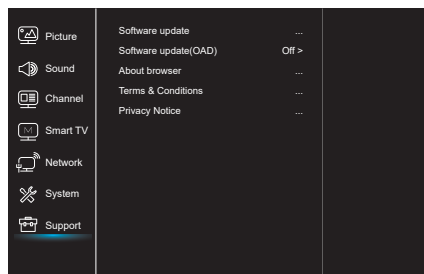 Picture
Sound
Channel
Smart TV
Network
System
Support
Software update ...
Software update(OAD) Off >
About browser ...
Terms & Conditions ...
Privacy Notice ...